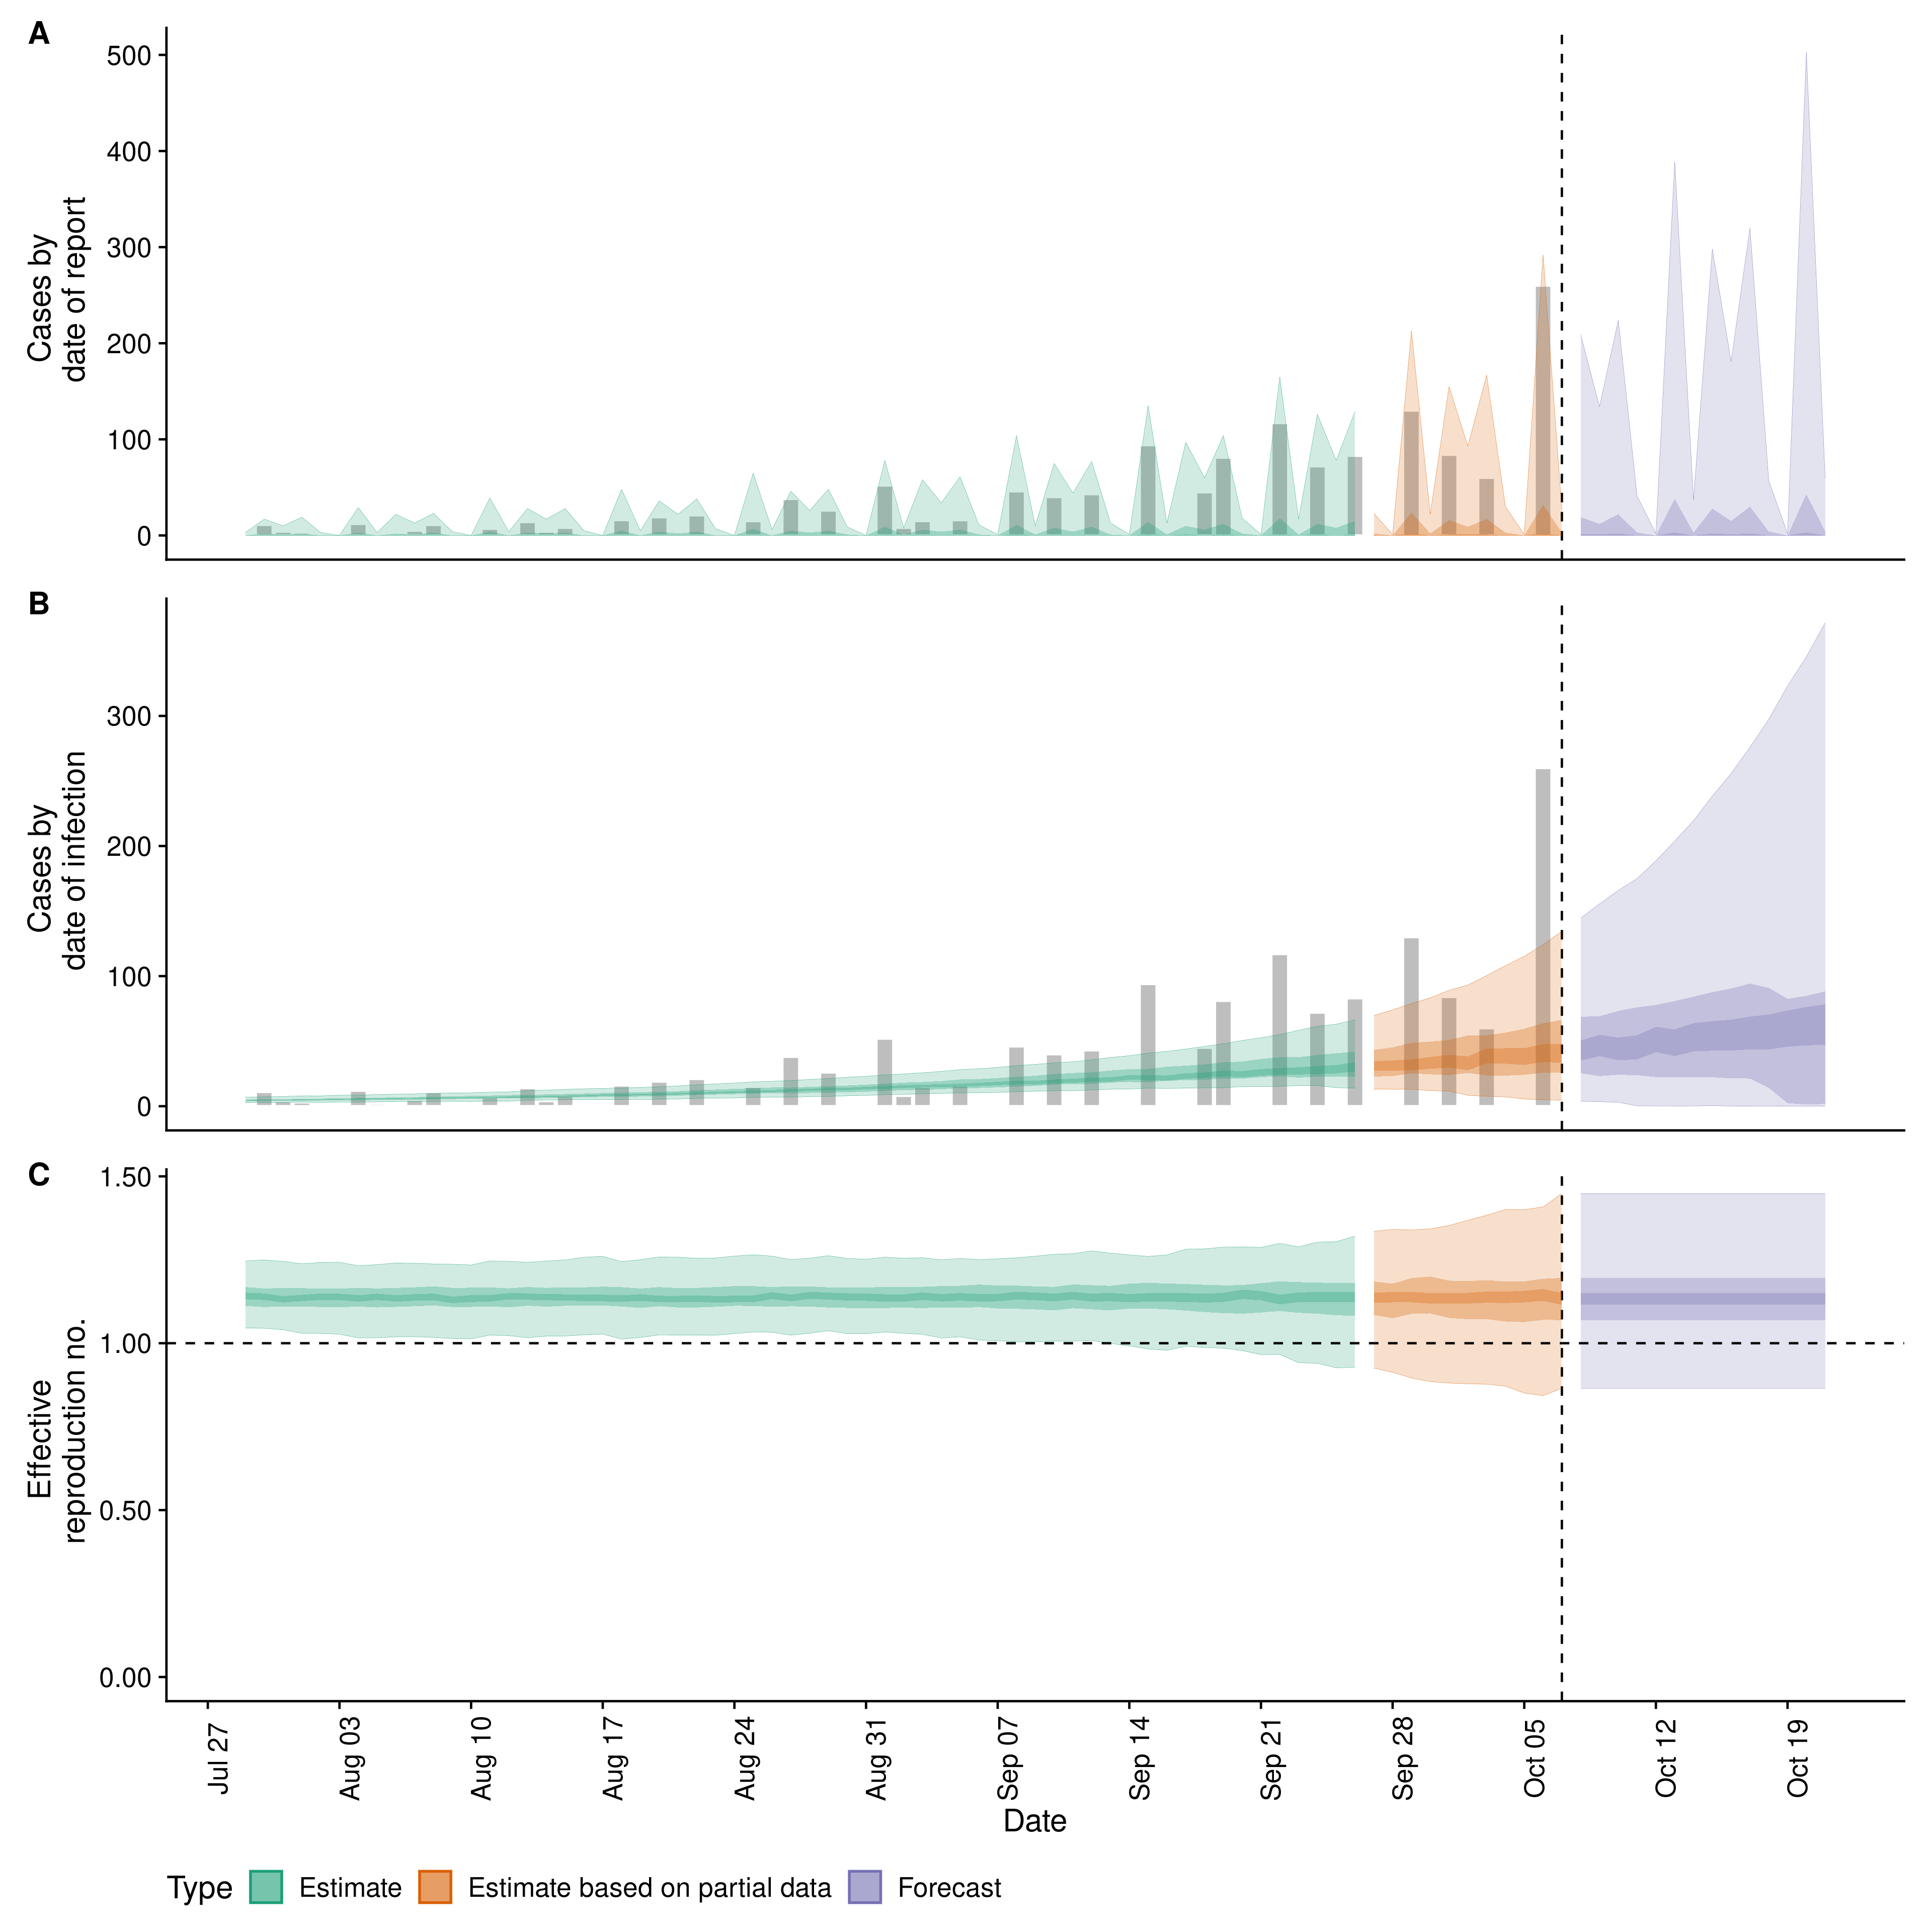 A
500
400
300
200
100
0
Cases by
date of report
B
300
200
100
0
Cases by
date of infection
C
1.50
1.00
0.50
0.00
Effective
reproduction no.
Jul 27
Aug 03
Aug 10
Aug 17
Aug 24
Aug 31
Sep 07
Sep 14
Sep 21
Sep 28
Oct 05
Oct 12
Oct 19
Date
Type Estimate Estimate based on partial data Forecast